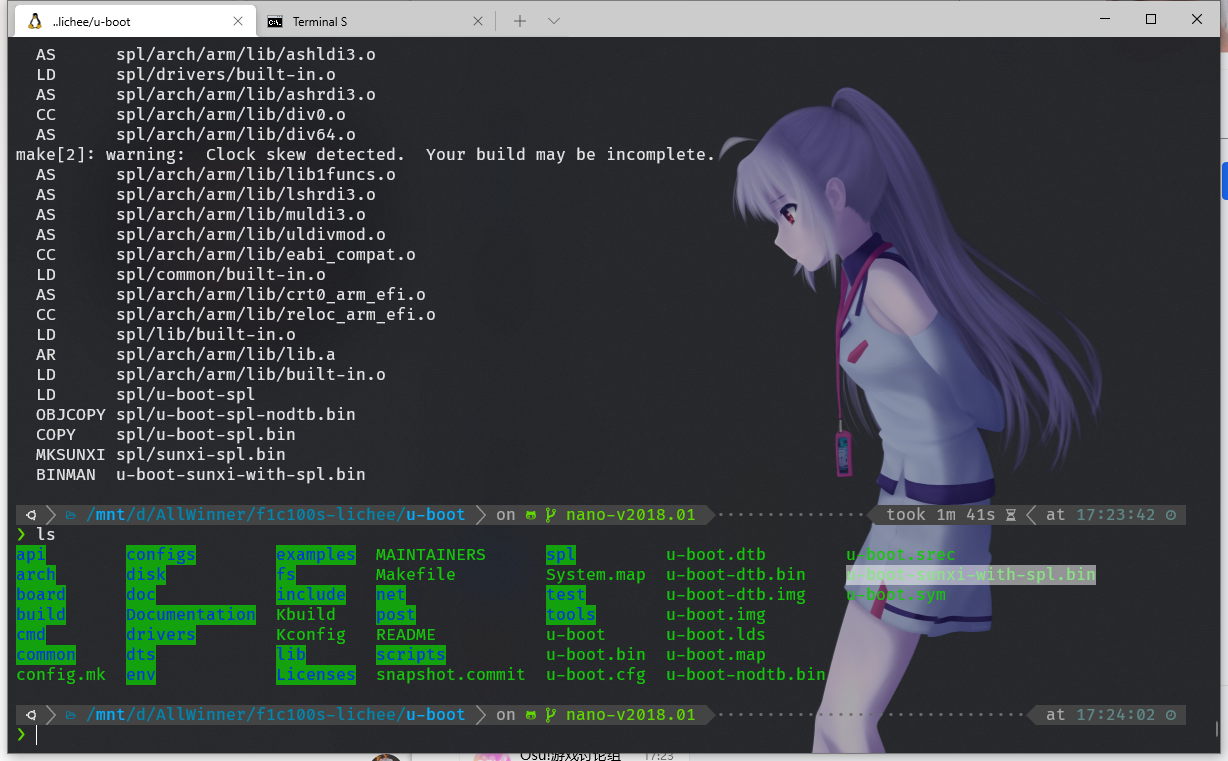 ..lichee/u-boot Terminal S
AS spl/arch/arm/lib/ashldi3.o
LD spl/drivers/built-in.o
AS spl/arch/arm/lib/ashrdi3.o
CC spl/arch/arm/lib/div0.o
AS spl/arch/arm/lib/div64.o
make[2]: warning:  Clock skew detected.  Your build may be incomplete.
AS spl/arch/arm/lib/lib1funcs.o
AS spl/arch/arm/lib/lshrdi3.o
AS spl/arch/arm/lib/muldi3.o
AS spl/arch/arm/lib/uldivmod.o
CC spl/arch/arm/lib/eabi_compat.o
LD spl/common/built-in.o
AS spl/arch/arm/lib/crt0_arm_efi.o
CC spl/arch/arm/lib/reloc_arm_efi.o
LD spl/lib/built-in.o
AR spl/arch/arm/lib/lib.a
LD spl/arch/arm/lib/built-in.o
LD spl/u-boot-spl
OBJCOPY spl/u-boot-spl-nodtb.bin
COPY spl/u-boot-spl.bin
MKSUNXI spl/sunxi-spl.bin
BINMAN u-boot-sunxi-with-spl.bin
/mnt/d/AllWinner/f1c100s-lichee/u-boot on nano-v2018.01 took 1m 41s at 17:23:42
❯ ls
api configs examples MAINTAINERS spl u-boot.dtb u-boot.srec
arch disk fs Makefile System.map u-boot-dtb.bin u-boot-sunxi-with-spl.bin
board doc include net test u-boot-dtb.img u-boot.sym
build Documentation Kbuild post tools u-boot.img
cmd drivers Kconfig README u-boot u-boot.lds
common dts lib scripts u-boot.bin u-boot.map
config.mk env Licenses snapshot.commit u-boot.cfg u-boot-nodtb.bin
/mnt/d/AllWinner/f1c100s-lichee/u-boot on nano-v2018.01 at 17:24:02
❯
Osu!游戏讨论组 17:23